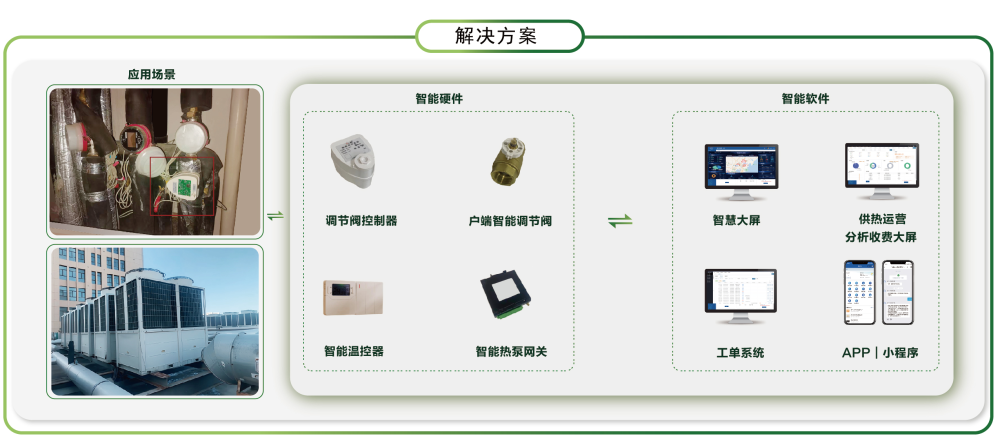 解决方案
应用场景
智能硬件
智能软件
调节阀控制器
户端智能调节阀
智慧大屏
供热运营
分析收费大屏
智能温控器
智能热泵网关
工单系统
APP｜小程序